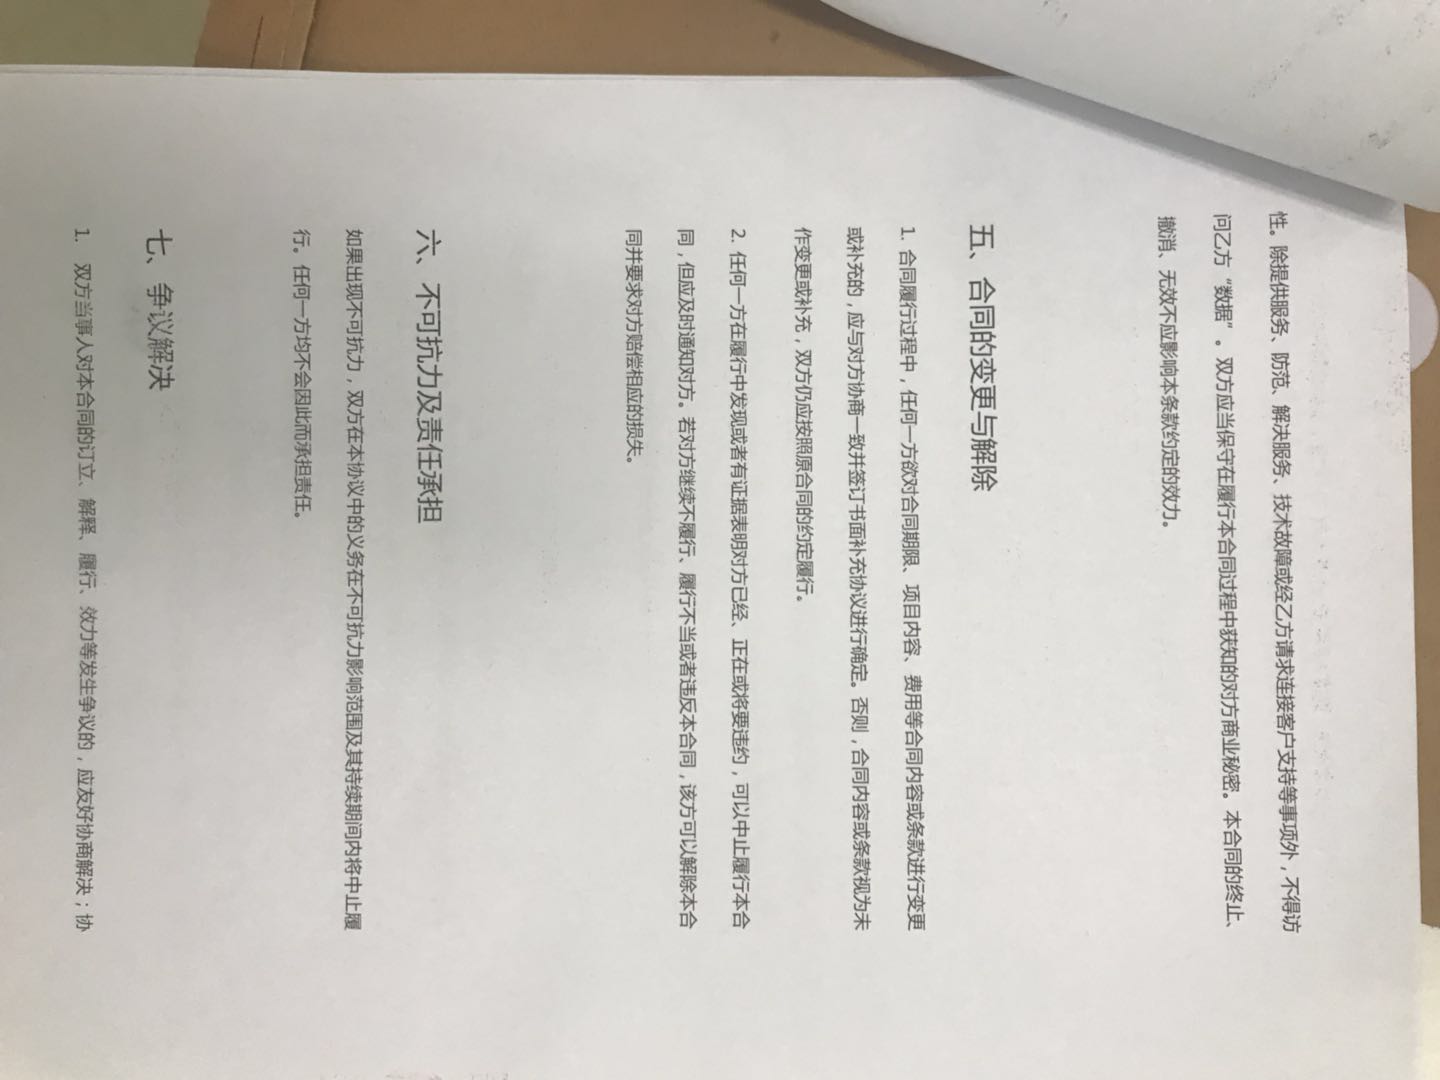 性。除提供服务、防范、解决服务、技术故障或经乙方请求连接客户支持等事项外，不得访
问乙方“数据”。双方应当保守在履行本合同过程中获知的对方商业秘密。本合同的终止、
撤消、无效不应影响本条款约定的效力。
五、合同的变更与解除
1. 合同履行过程中，任何一方欲对合同期限、项目内容、费用等合同内容或条款进行变更
或补充的，应与对方协商一致并签订书面补充协议进行确定。否则，合同内容或条款视为未
作变更或补充，双方仍应按照原合同的约定履行。
2. 任何一方在履行中发现或者有证据表明对方已经、正在或将要违约，可以中止履行本合
同，但应及时通知对方。若对方继续不履行、履行不当或者违反本合同，该方可以解除本合
同并要求对方赔偿相应的损失。
六、不可抗力及责任承担
如果出现不可抗力，双方在本协议中的义务在不可抗力影响范围及其持续期间内将中止履
行。任何一方均不会因此而承担责任。
七、争议解决
1. 双方当事人对本合同的订立、解释、履行、效力等发生争议的，应友好协商解决；协